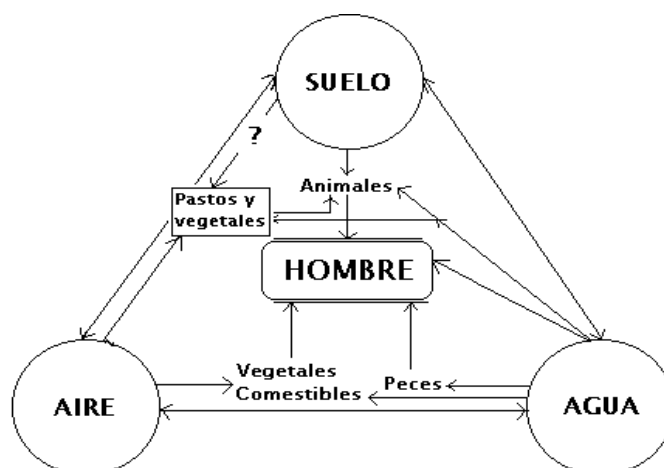 SUELO
?
Animales
Pastos y
vegetales
HOMBRE
Vegetales
Comestibles
Peces
AIRE
AGUA